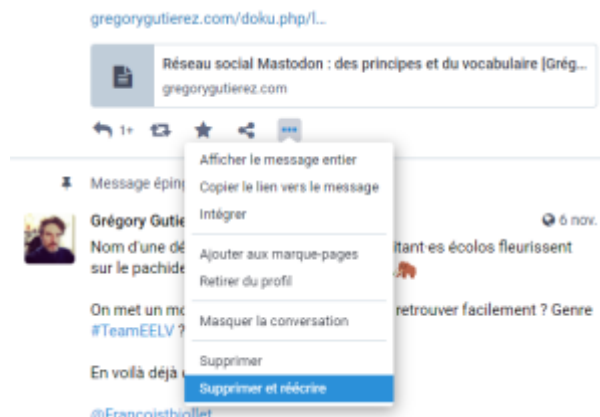 gregorygutierez.com/doku.php/l...
Réseau social Mastodon : des principes et du vocabulaire [Grég...
gregorygutierez.com
1+
Afficher le message entier
Copier le lien vers le message
Intégrer
Ajouter aux marque-pages
Retirer du profil
Masquer la conversation
Supprimer
Supprimer et réécrire
Message éping
Grégory Gutie
6 nov.
Nom d'une dé itant·es écolos fleurissent
sur le pachide
On met un mo retrouver facilement ? Genre
#TeamEELV ?
En voilà déjà
@Francoisthiollet